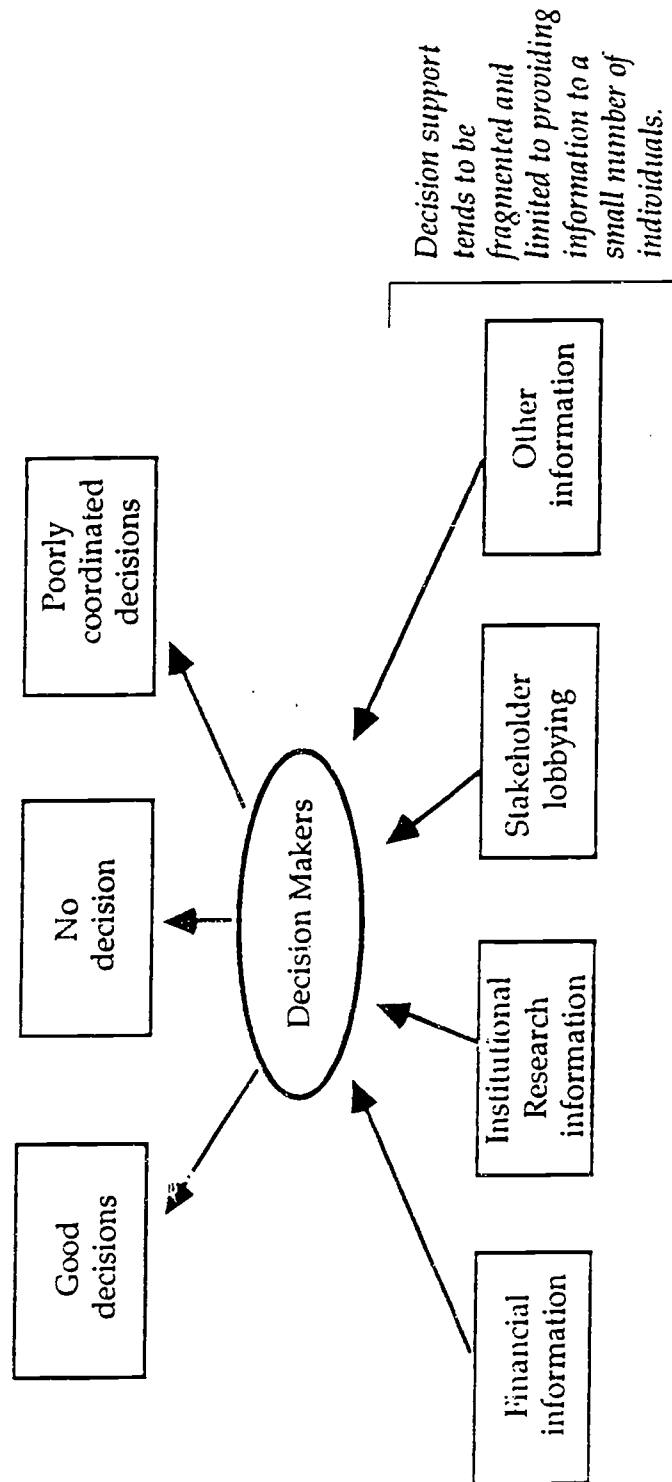 Good
decisions
No
decision
Poorly
coordinated
decisions
Decision Makers
Financial
information
Institutional
Research
information
Stakeholder
lobbying
Other
information
Decision support
tends to be
fragmented and
limited to providing
information to a
small number of
individuals.